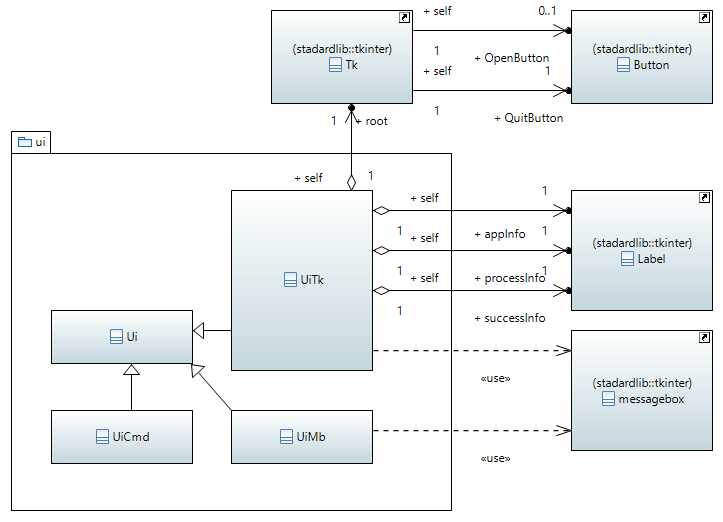 + self
0..1
(stadardlib::tkinter)
Tk
(stadardlib::tkinter)
Button
1
+ OpenButton
+ self
1
1
+ QuitButton
1
+ root
ui
+ self
1
+ self
1
1
+ appInfo
1
+ self
(stadardlib::tkinter)
Label
1
+ processInfo
1
+ self
UiTk
1
+ successInfo
Ui
«use»
(stadardlib::tkinter)
messagebox
UiCmd
UiMb
«use»